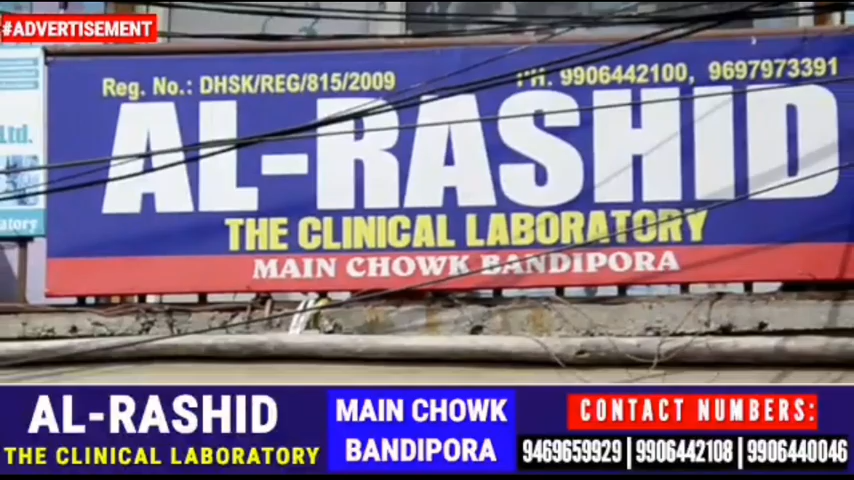 #ADVERTISEMENT
Reg. No.: DHSK/REG/815/2009
PH. 9906442100, 9697973391
AL-RASHID
THE CLINICAL LABORATORY
MAIN CHOWK BANDIPORA
Ltd.
AL-RASHID
THE CLINICAL LABORATORY
MAIN CHOWK
BANDIPORA
CONTACT NUMBERS:
9469659929 | 9906442108 | 9906440046